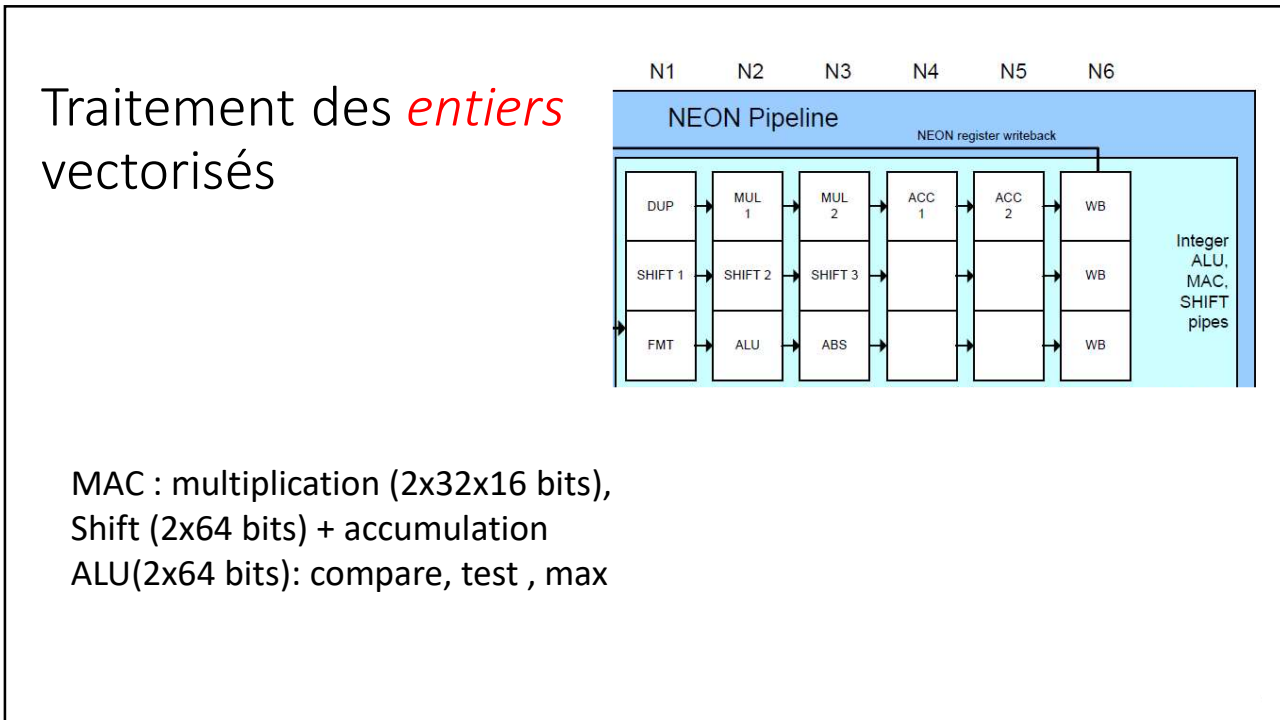 Traitement des entiers
vectorisés
N1 N2 N3 N4 N5 N6
NEON Pipeline
NEON register writeback
DUP MUL 1 MUL 2 ACC 1 ACC 2 WB
SHIFT 1 SHIFT 2 SHIFT 3 WB
FMT ALU ABS WB
Integer
ALU,
MAC,
SHIFT
pipes
MAC : multiplication (2x32x16 bits),
Shift (2x64 bits) + accumulation
ALU(2x64 bits): compare, test , max